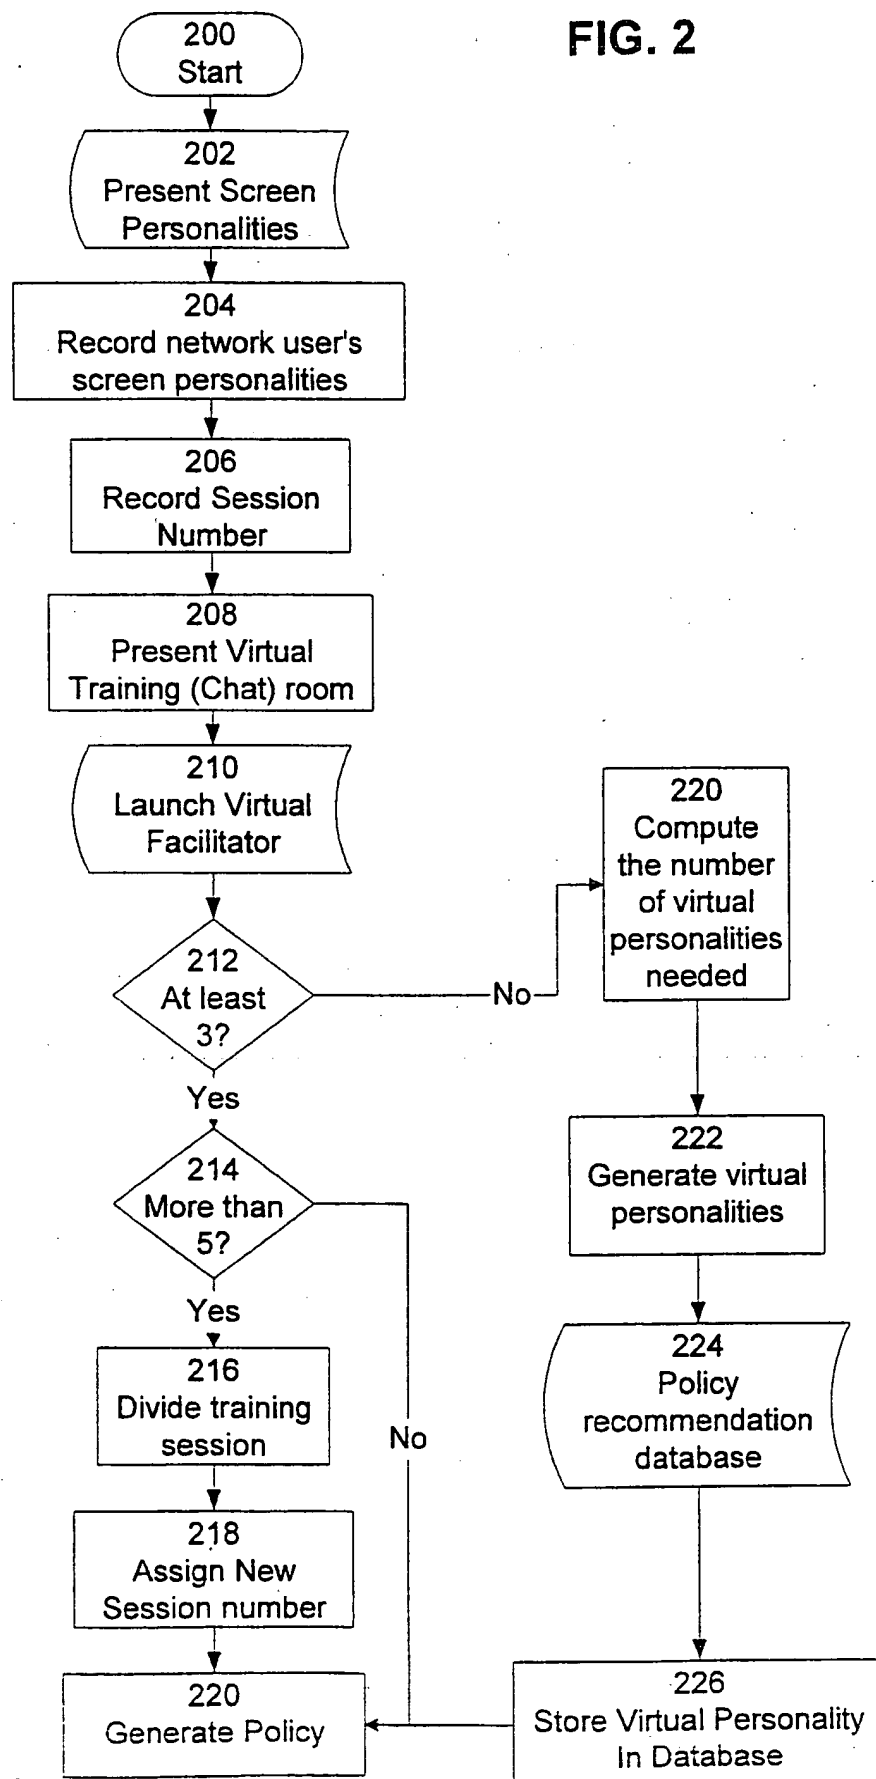 FIG. 2
200
Start
202
Present Screen
Personalities
204
Record network user's
screen personalities
206
Record Session
Number
208
Present Virtual
Training (Chat) room
210
Launch Virtual
Facilitator
212
At least
3?
No
Yes
214
More than
5?
Yes
No
216
Divide training
session
218
Assign New
Session number
220
Generate Policy
220
Compute
the number
of virtual
personalities
needed
222
Generate virtual
personalities
224
Policy
recommendation
database
226
Store Virtual Personality
In Database